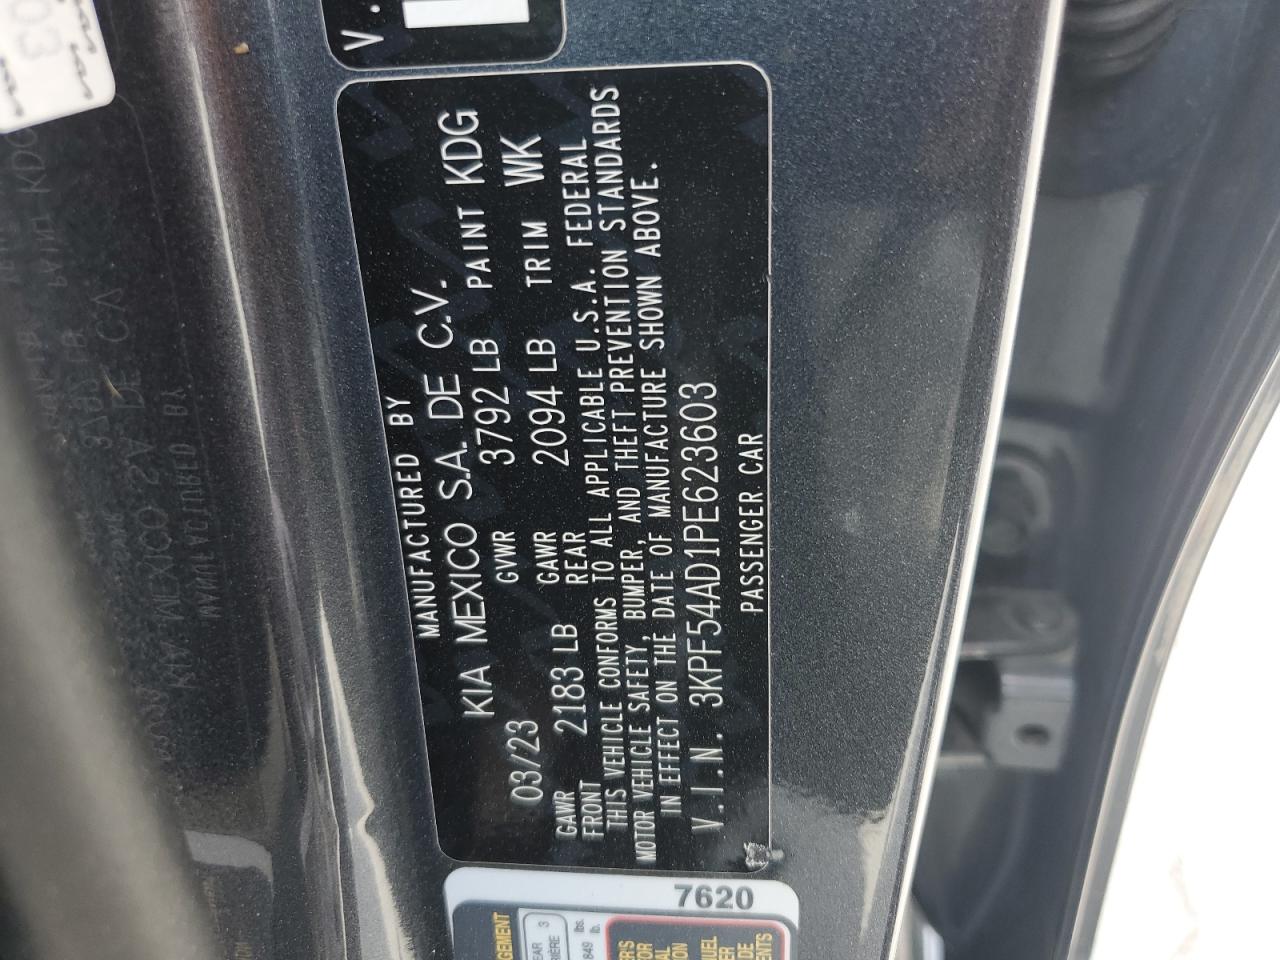 V.
MANUFACTURED BY
KIA MEXICO S.A. DE C.V.
03/23 GVWR 3792 LB PAINT KDG
GAWR FRONT 2183 LB GAWR REAR 2094 LB TRIM WK
THIS VEHICLE CONFORMS TO ALL APPLICABLE U.S.A. FEDERAL
MOTOR VEHICLE SAFETY, BUMPER, AND THEFT PREVENTION STANDARDS
IN EFFECT ON THE DATE OF MANUFACTURE SHOWN ABOVE.
V.I.N. 3KPF54AD1PE623603
PASSENGER CAR
7620
03